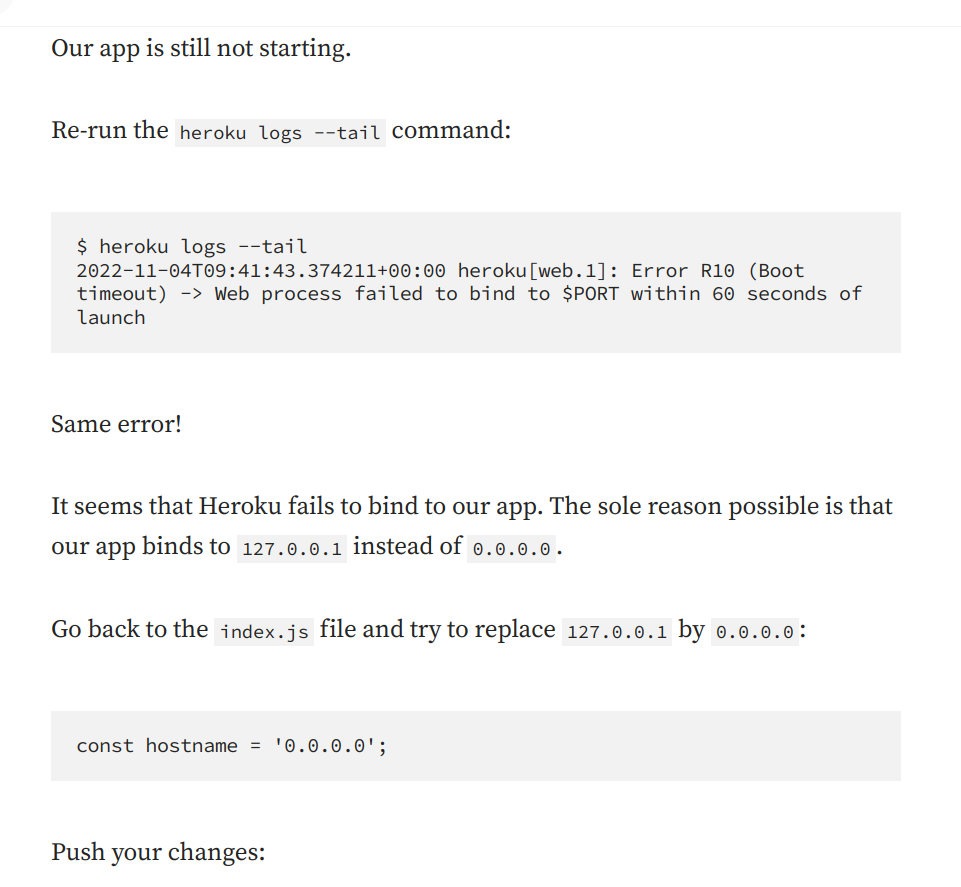 Our app is still not starting.
Re-run the heroku logs --tail command:
$ heroku logs --tail
2022-11-04T09:41:43.374211+00:00 heroku[web.1]: Error R10 (Boot
timeout) -> Web process failed to bind to $PORT within 60 seconds of
launch
Same error!
It seems that Heroku fails to bind to our app. The sole reason possible is that
our app binds to 127.0.0.1 instead of 0.0.0.0.
Go back to the index.js file and try to replace 127.0.0.1 by 0.0.0.0:
const hostname = '0.0.0.0';
Push your changes: